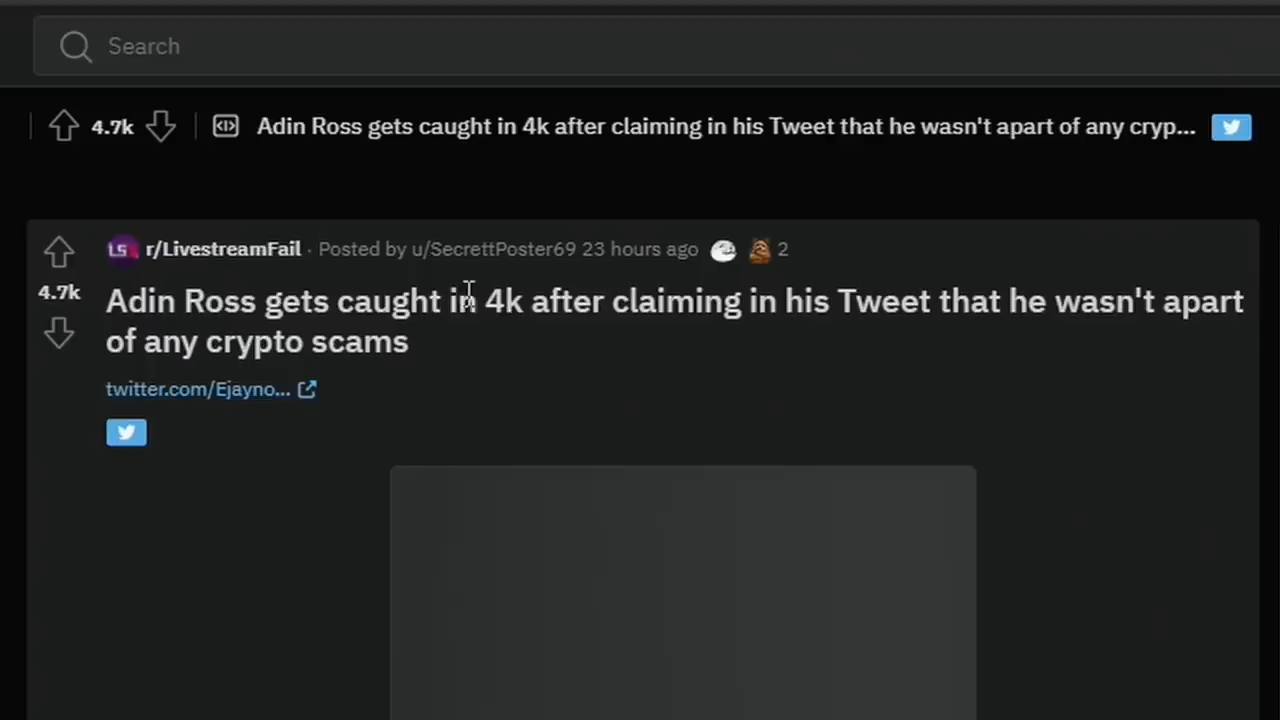 Search
4.7k Adin Ross gets caught in 4k after claiming in his Tweet that he wasn't apart of any cryp...
r/LivestreamFail · Posted by u/SecrettPoster69 23 hours ago 2
4.7k
Adin Ross gets caught in 4k after claiming in his Tweet that he wasn't apart
of any crypto scams
twitter.com/Ejayno...